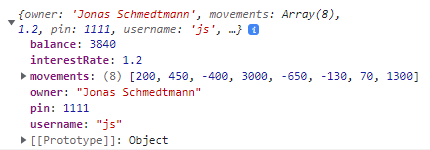 {owner: 'Jonas Schmedtmann', movements: Array(8),
1.2, pin: 1111, username: 'js', …} i
balance: 3840
interestRate: 1.2
movements: (8) [200, 450, -400, 3000, -650, -130, 70, 1300]
owner: "Jonas Schmedtmann"
pin: 1111
username: "js"
[[Prototype]]: Object